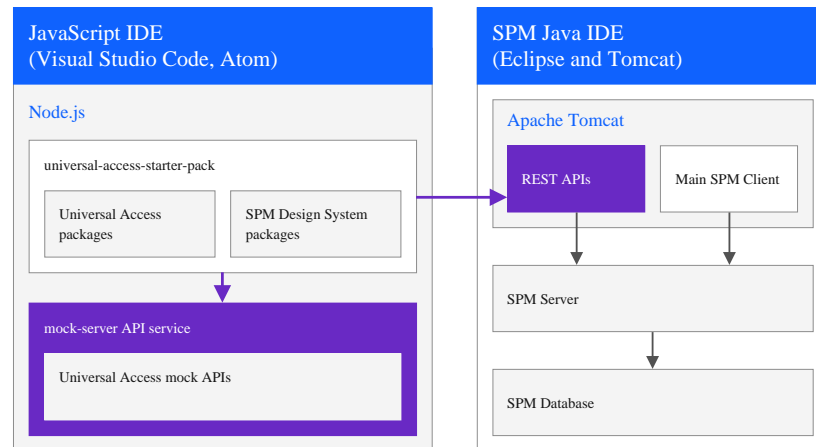 JavaScript IDE
(Visual Studio Code, Atom)
Node.js
universal-access-starter-pack
Universal Access
packages
SPM Design System
packages
mock-server API service
Universal Access mock APIs
SPM Java IDE
(Eclipse and Tomcat)
Apache Tomcat
REST APIs
Main SPM Client
SPM Server
SPM Database